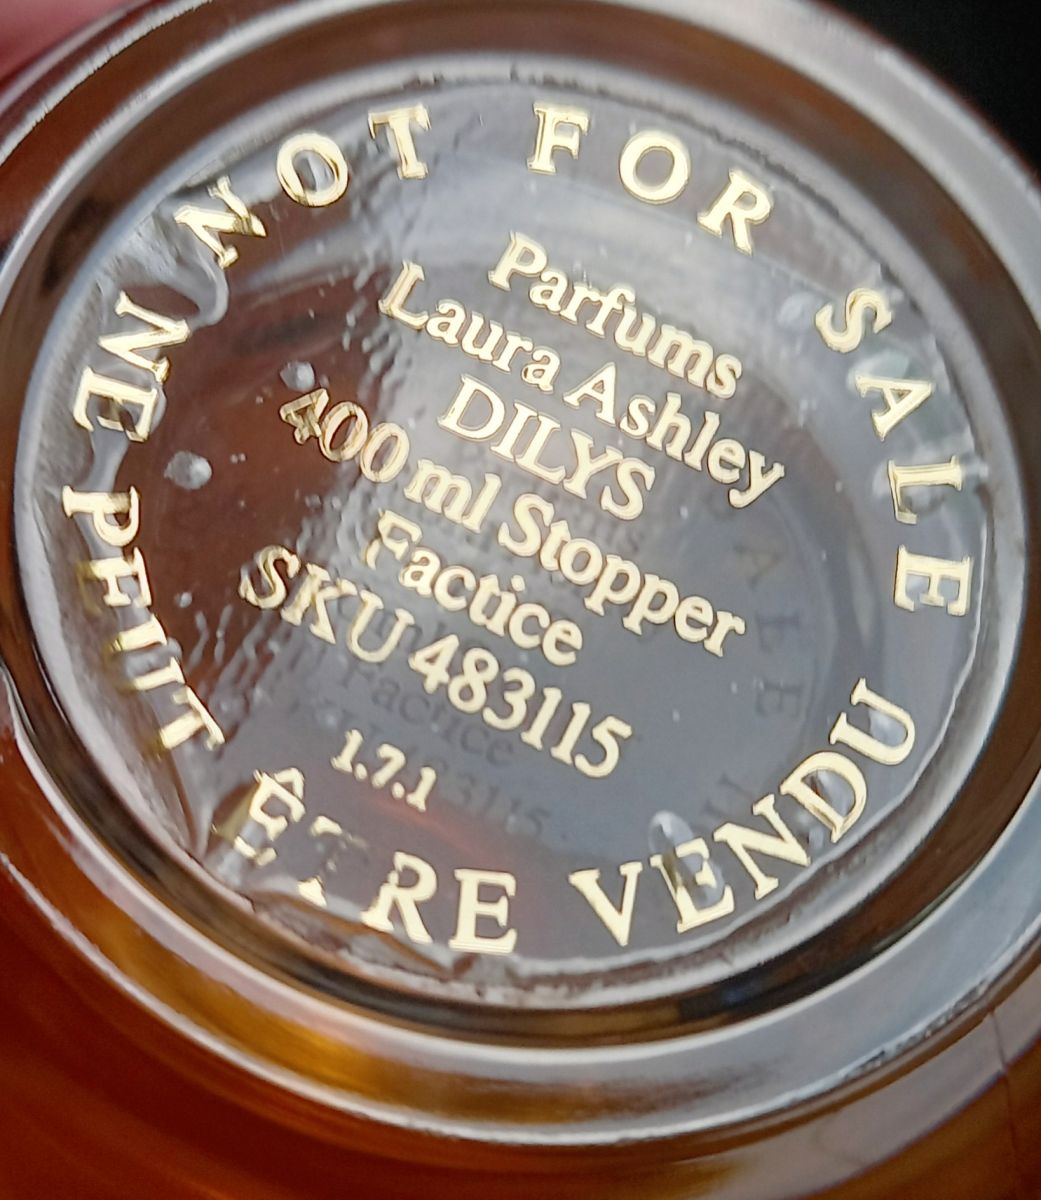 NOT FOR SALE
NE PEUT ÊTRE VENDU
Parfums
Laura Ashley
DILYS
400 ml Stopper
Factice
SKU 483115
1.7.1